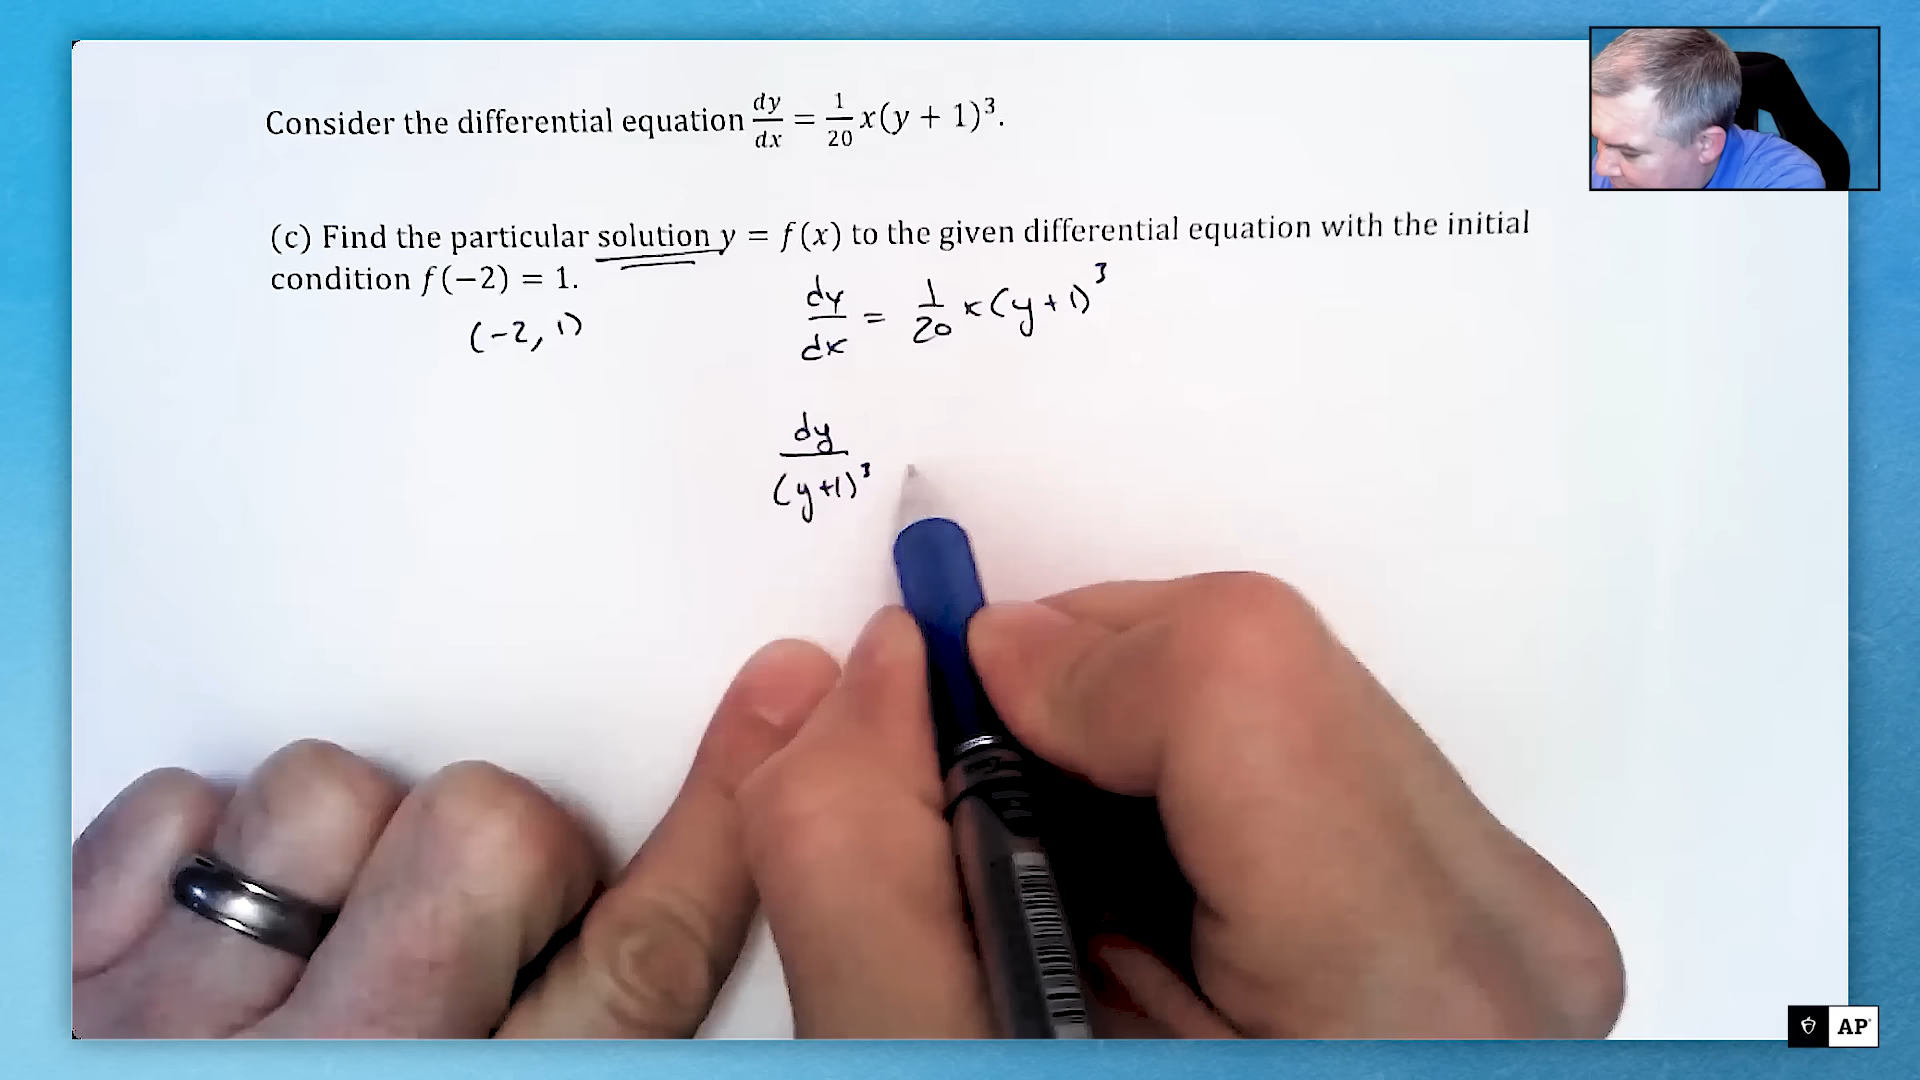 Consider the differential equation dy/dx = 1/20 x(y + 1)³.
(c) Find the particular solution y = f(x) to the given differential equation with the initial
condition f(−2) = 1.
(-2, 1)
dy/dx = 1/20 x(y+1)³
dy/(y+1)³
AP